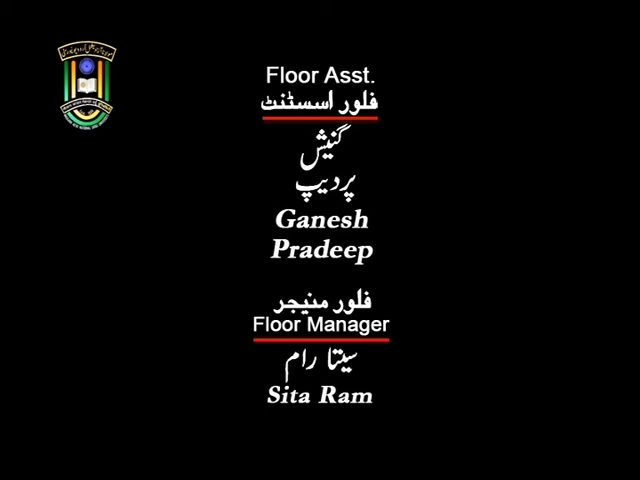 Floor Asst.
فلور اسسٹنٹ
گنیش
پردیپ
Ganesh
Pradeep
فلور منیجر
Floor Manager
سیتا رام
Sita Ram